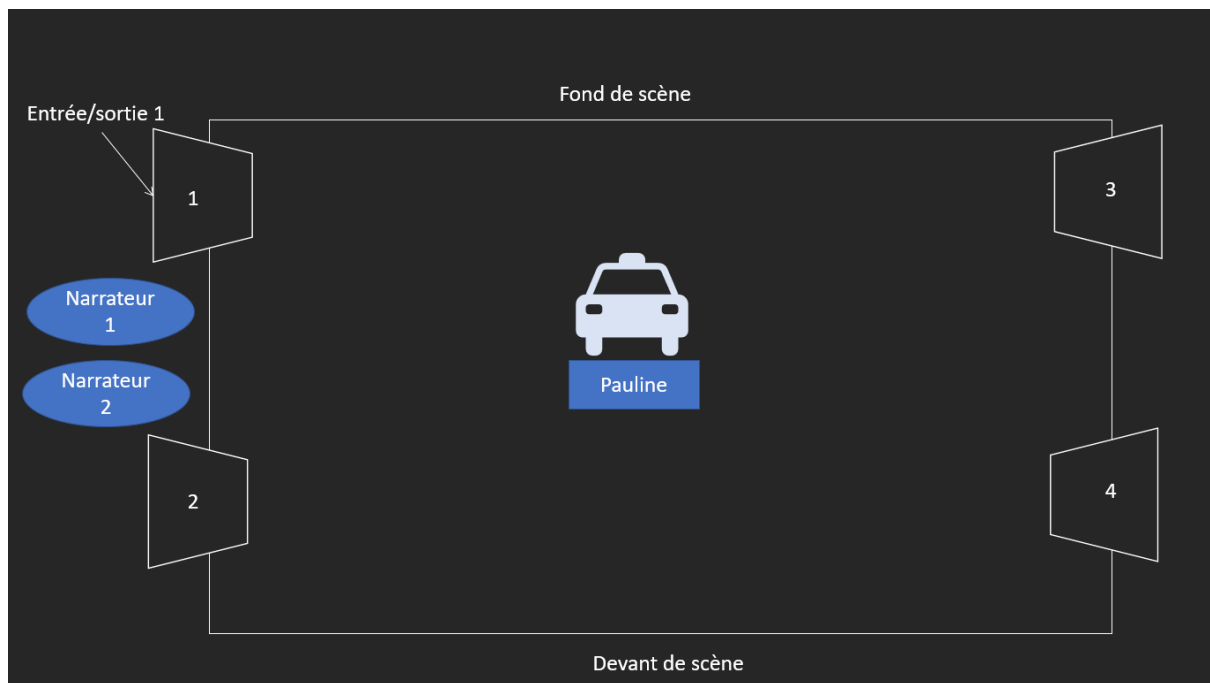 Fond de scène
Entrée/sortie 1
1
3
Narrateur
1
Narrateur
2
Pauline
2
4
Devant de scène